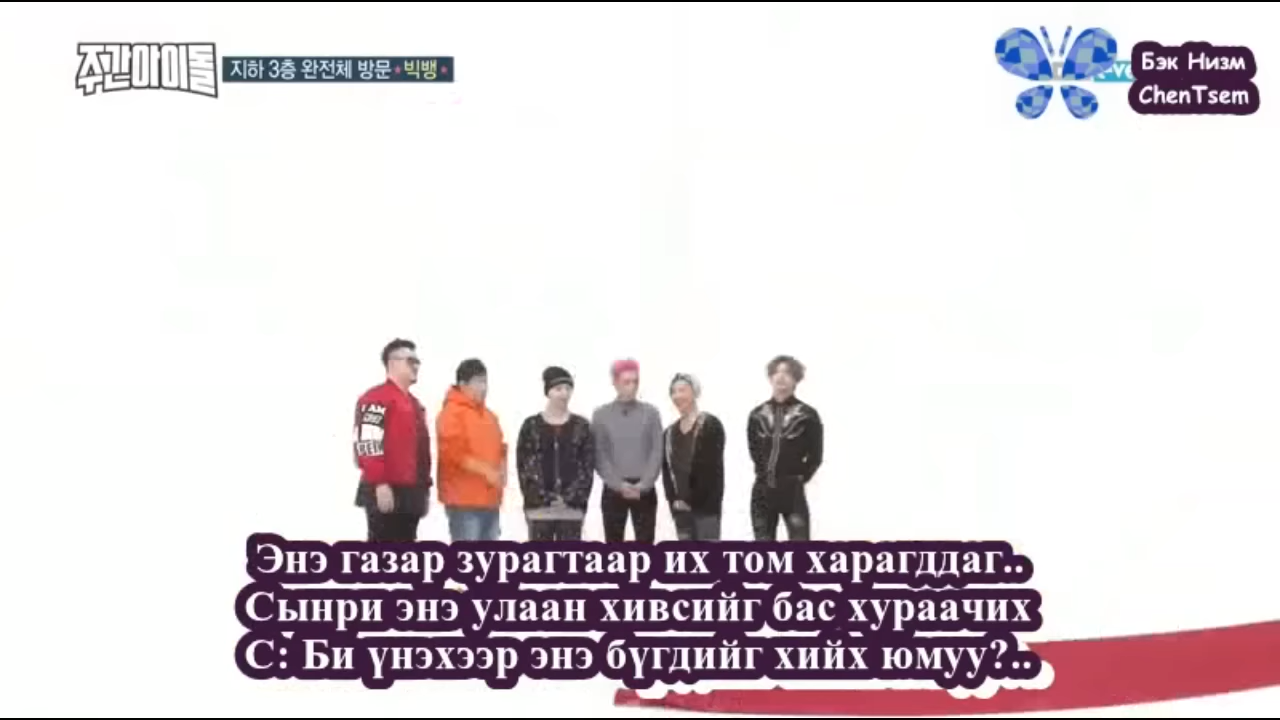 주간아이돌
지하 3층 완전체 방문★빅뱅★
Бэк Низм
ChenTsem
I AM
Энэ газар зурагтаар их том харагддаг..
Сынри энэ улаан хивсийг бас хураачих
С: Би үнэхээр энэ бүгдийг хийх юмуу?..